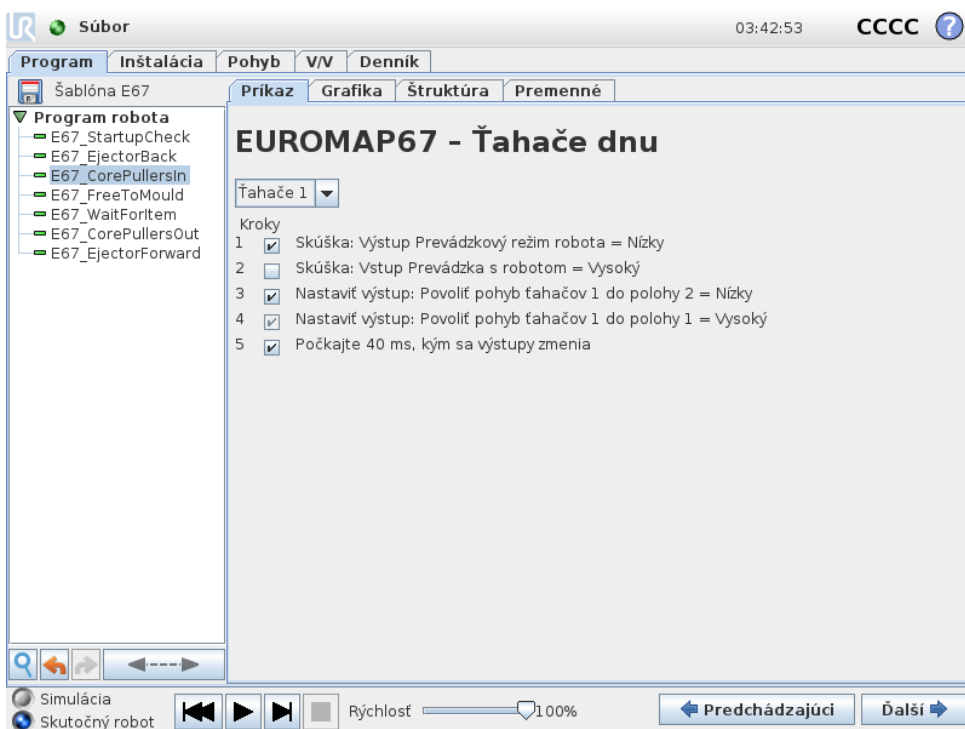 Súbor
03:42:53
CCCC
?
Program
Inštalácia
Pohyb
V/V
Denník
Šablóna E67
Príkaz
Grafika
Štruktúra
Premenné
Program robota
E67_StartupCheck
E67_EjectorBack
E67_CorePullersIn
E67_FreeToMould
E67_WaitForItem
E67_CorePullersOut
E67_EjectorForward
EUROMAP67 - Ťahače dnu
Ťahače 1
Kroky
1 Skúška: Výstup Prevádzkový režim robota = Nízky
2 Skúška: Vstup Prevádzka s robotom = Vysoký
3 Nastaviť výstup: Povoliť pohyb ťahačov 1 do polohy 2 = Nízky
4 Nastaviť výstup: Povoliť pohyb ťahačov 1 do polohy 1 = Vysoký
5 Počkajte 40 ms, kým sa výstupy zmenia
Simulácia
Skutočný robot
Rýchlosť
100%
Predchádzajúci
Ďalší